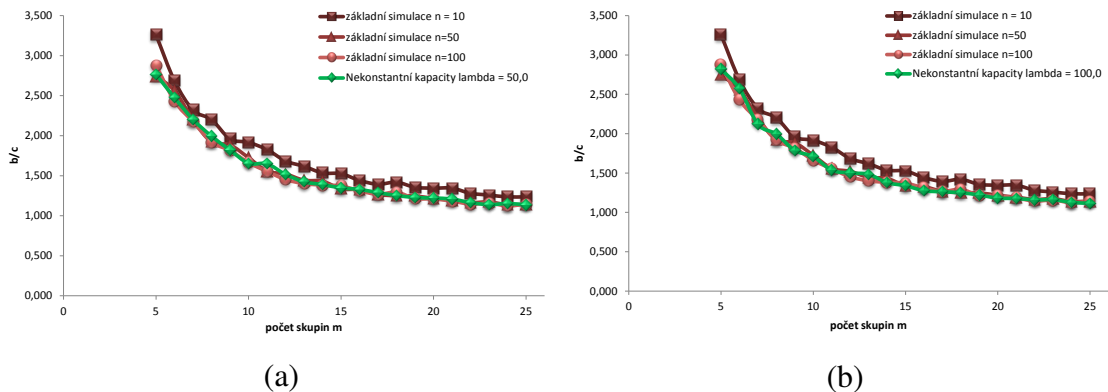 základní simulace n = 10
základní simulace n=50
základní simulace n=100
Nekonstantní kapacity lambda = 50,0
3,500
3,000
2,500
2,000
1,500
1,000
0,500
0,000
b/c
0 5 10 15 20 25
počet skupin m
(a)
základní simulace n = 10
základní simulace n=50
základní simulace n=100
Nekonstantní kapacity lambda = 100,0
3,500
3,000
2,500
2,000
1,500
1,000
0,500
0,000
b/c
0 5 10 15 20 25
počet skupin m
(b)